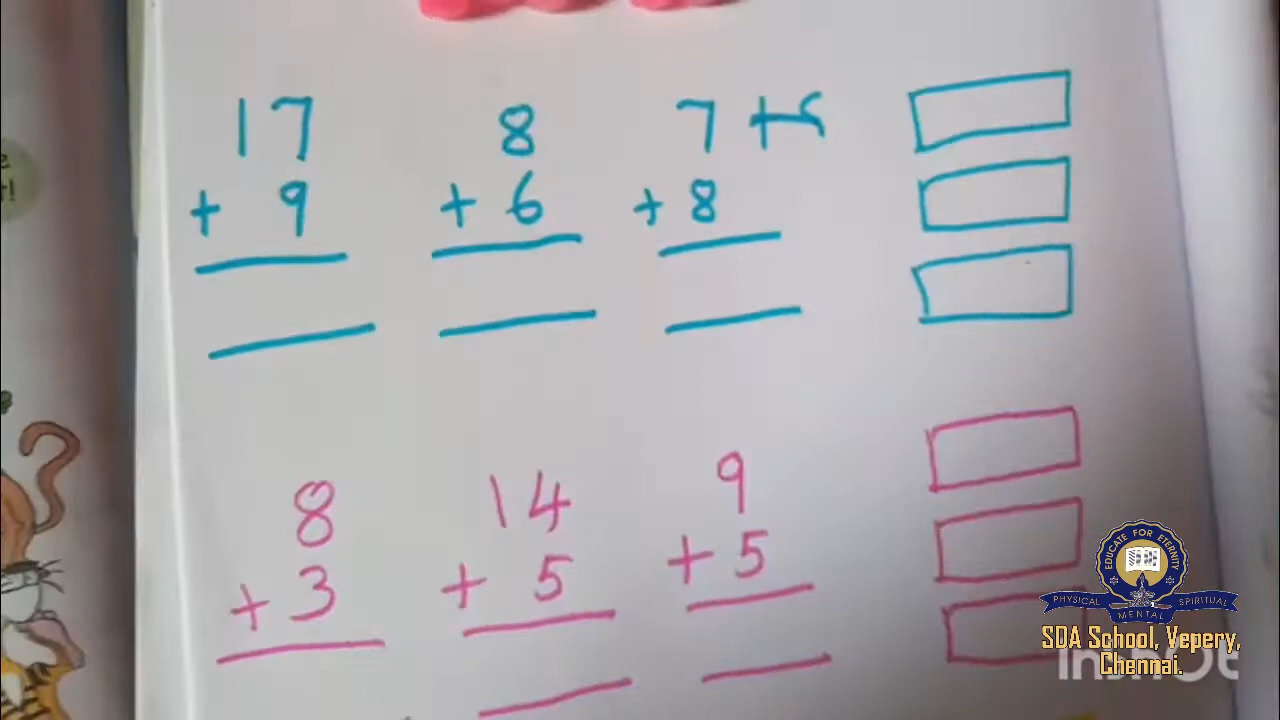 17 8 7 +5
+ 9 + 6 + 8
8 14 9
+ 3 + 5 + 5
EDUCATE FOR ETERNITY
PHYSICAL MENTAL SPIRITUAL
SDA School, Vepery,
Chennai.